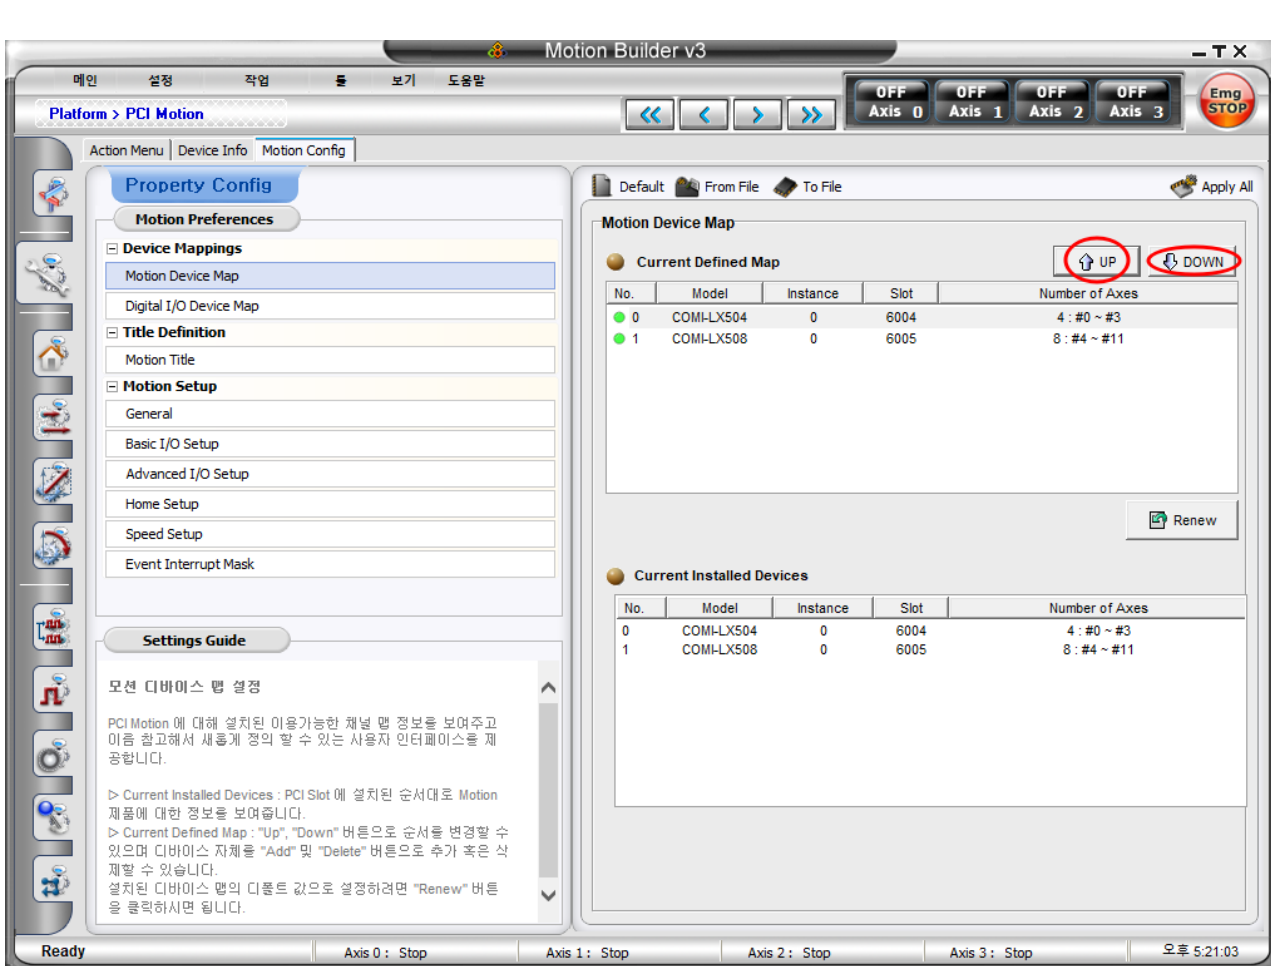 Motion Builder v3
메인 설정 작업 툴 보기 도움말
Platform > PCI Motion
OFF Axis 0
OFF Axis 1
OFF Axis 2
OFF Axis 3
Emg STOP
Action Menu Device Info Motion Config
Property Config
Motion Preferences
Device Mappings
Motion Device Map
Digital I/O Device Map
Title Definition
Motion Title
Motion Setup
General
Basic I/O Setup
Advanced I/O Setup
Home Setup
Speed Setup
Event Interrupt Mask
Settings Guide
모션 디바이스 맵 설정
PCI Motion 에 대해 설치된 이용가능한 채널 맵 정보를 보여주고
이를 참고해서 새롭게 정의 할 수 있는 사용자 인터페이스를 제
공합니다.
▷ Current Installed Devices : PCI Slot 에 설치된 순서대로 Motion
제품에 대한 정보를 보여줍니다.
▷ Current Defined Map : "Up", "Down" 버튼으로 순서를 변경할 수
있으며 디바이스 자체를 "Add" 및 "Delete" 버튼으로 추가 혹은 삭
제할 수 있습니다.
설치된 디바이스 맵의 디폴트 값으로 설정하려면 "Renew" 버튼
을 클릭하시면 됩니다.
Default From File To File Apply All
Motion Device Map
Current Defined Map UP DOWN
No. Model Instance Slot Number of Axes
0 COMI-LX504 0 6004 4 : #0 ~ #3
1 COMI-LX508 0 6005 8 : #4 ~ #11
Renew
Current Installed Devices
No. Model Instance Slot Number of Axes
0 COMI-LX504 0 6004 4 : #0 ~ #3
1 COMI-LX508 0 6005 8 : #4 ~ #11
Ready Axis 0 : Stop Axis 1 : Stop Axis 2 : Stop Axis 3 : Stop 오후 5:21:03